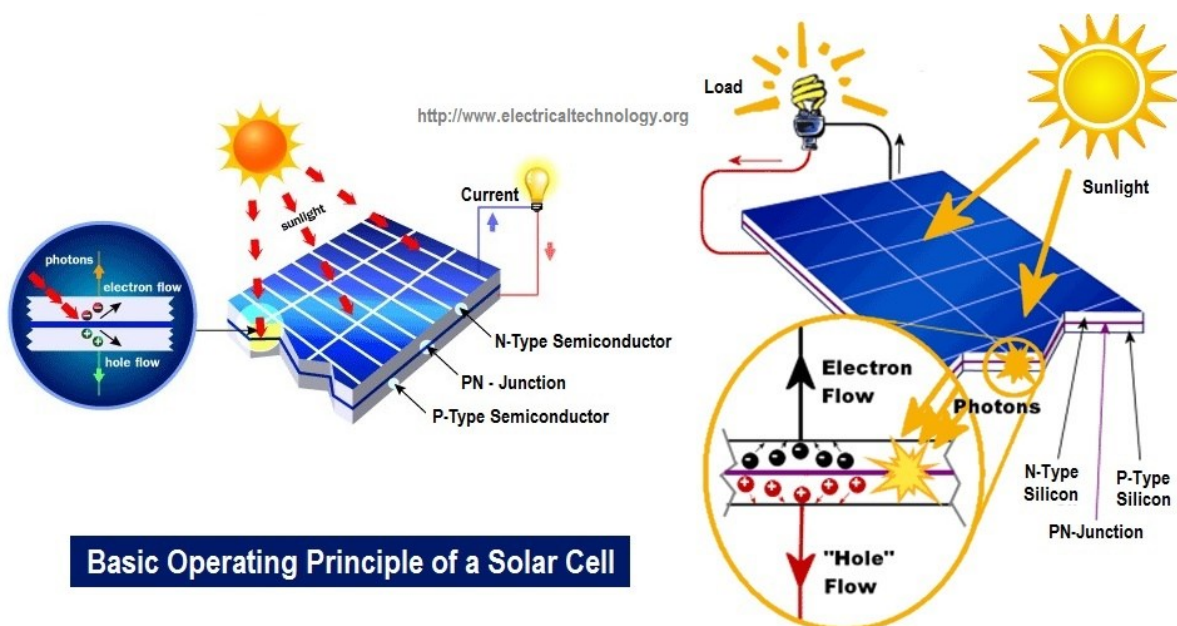 http://www.electricaltechnology.org
sunlight
Current
photons
electron flow
hole flow
N-Type Semiconductor
PN - Junction
P-Type Semiconductor
Basic Operating Principle of a Solar Cell
Load
Sunlight
Electron
Flow
Photons
"Hole"
Flow
N-Type
Silicon
P-Type
Silicon
PN-Junction